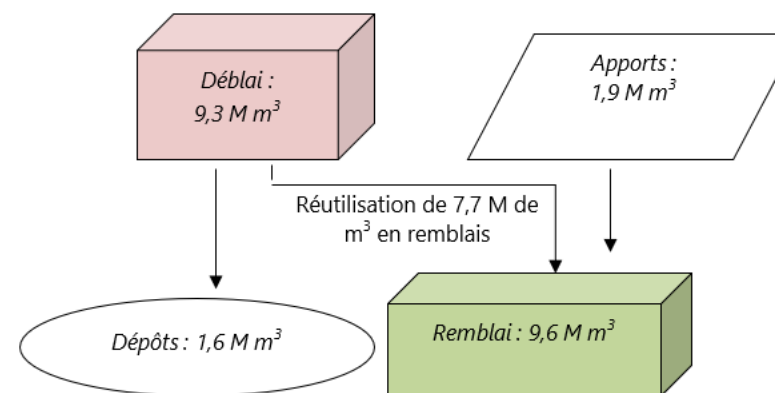 Déblai :
9,3 M m³
Apports :
1,9 M m³
Réutilisation de 7,7 M de
m³ en remblais
Dépôts : 1,6 M m³
Remblai : 9,6 M m³